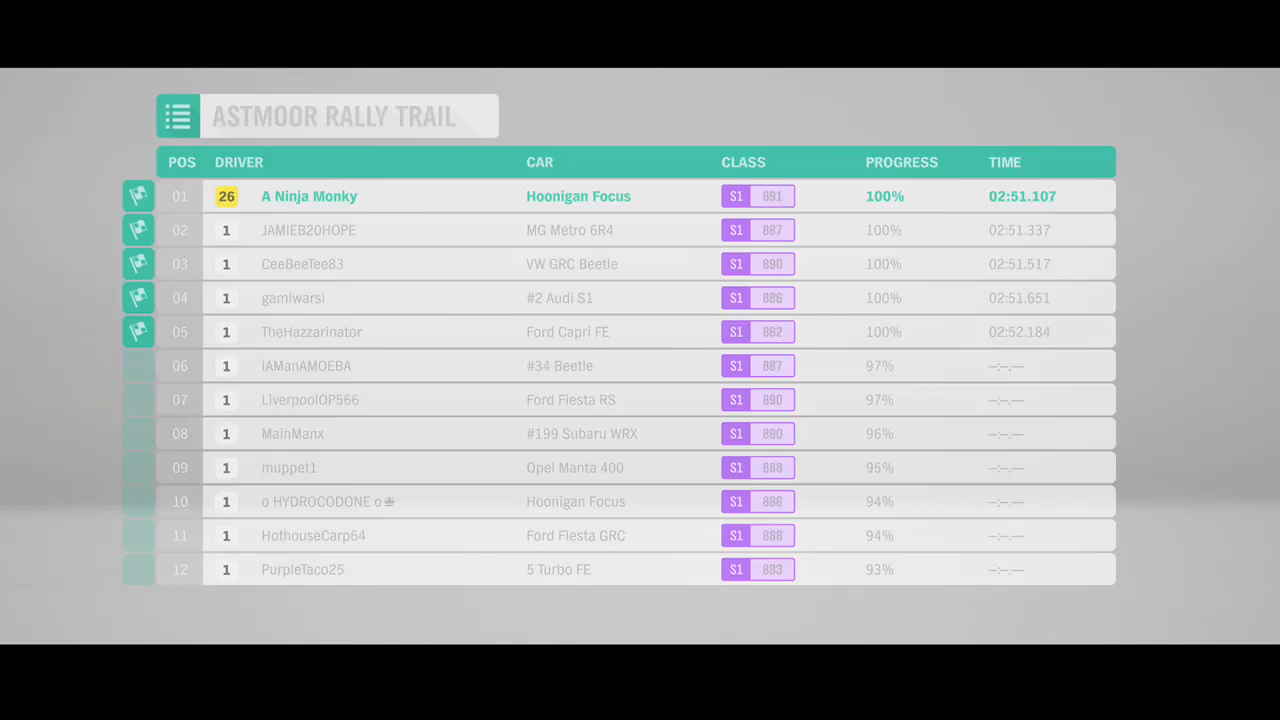 ASTMOOR RALLY TRAIL
POS DRIVER CAR CLASS PROGRESS TIME
01 26 A Ninja Monky Hoonigan Focus S1 891 100% 02:51.107
02 1 JAMIEB20HOPE MG Metro 6R4 S1 887 100% 02:51.337
03 1 CeeBeeTee83 VW GRC Beetle S1 890 100% 02:51.517
04 1 gamiwarsi #2 Audi S1 S1 886 100% 02:51.651
05 1 TheHazzarinator Ford Capri FE S1 862 100% 02:52.184
06 1 IAManAMOEBA #34 Beetle S1 887 97% --:--.---
07 1 LiverpoolOP566 Ford Fiesta RS S1 890 97% --:--.---
08 1 MainManx #199 Subaru WRX S1 890 96% --:--.---
09 1 muppet1 Opel Manta 400 S1 888 95% --:--.---
10 1 o HYDROCODONE o Hoonigan Focus S1 886 94% --:--.---
11 1 HothouseCarp64 Ford Fiesta GRC S1 888 94% --:--.---
12 1 PurpleTaco25 5 Turbo FE S1 883 93% --:--.---